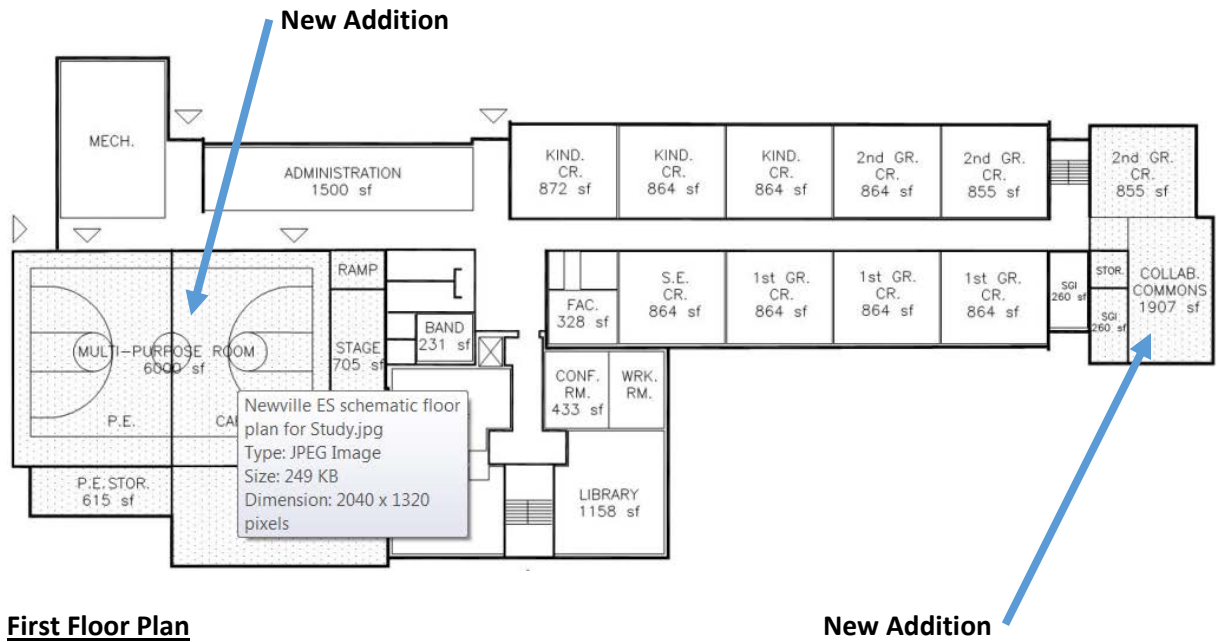 New Addition
MECH.
ADMINISTRATION
1500 sf
KIND.
CR.
872 sf
KIND.
CR.
864 sf
KIND.
CR.
864 sf
2nd GR.
CR.
864 sf
2nd GR.
CR.
855 sf
2nd GR.
CR.
855 sf
RAMP
STAGE
705 sf
BAND
231 sf
FAC.
328 sf
S.E.
CR.
864 sf
1st GR.
CR.
864 sf
1st GR.
CR.
864 sf
1st GR.
CR.
864 sf
SGI
260 sf
STOR.
SGI
260 sf
COLLAB.
COMMONS
1907 sf
MULTI-PURPOSE ROOM
6000 sf
P.E.
P.E.STOR.
615 sf
Newville ES schematic floor
plan for Study.jpg
Type: JPEG Image
Size: 249 KB
Dimension: 2040 x 1320
pixels
CONF.
RM.
433 sf
WRK.
RM.
LIBRARY
1158 sf
First Floor Plan
New Addition